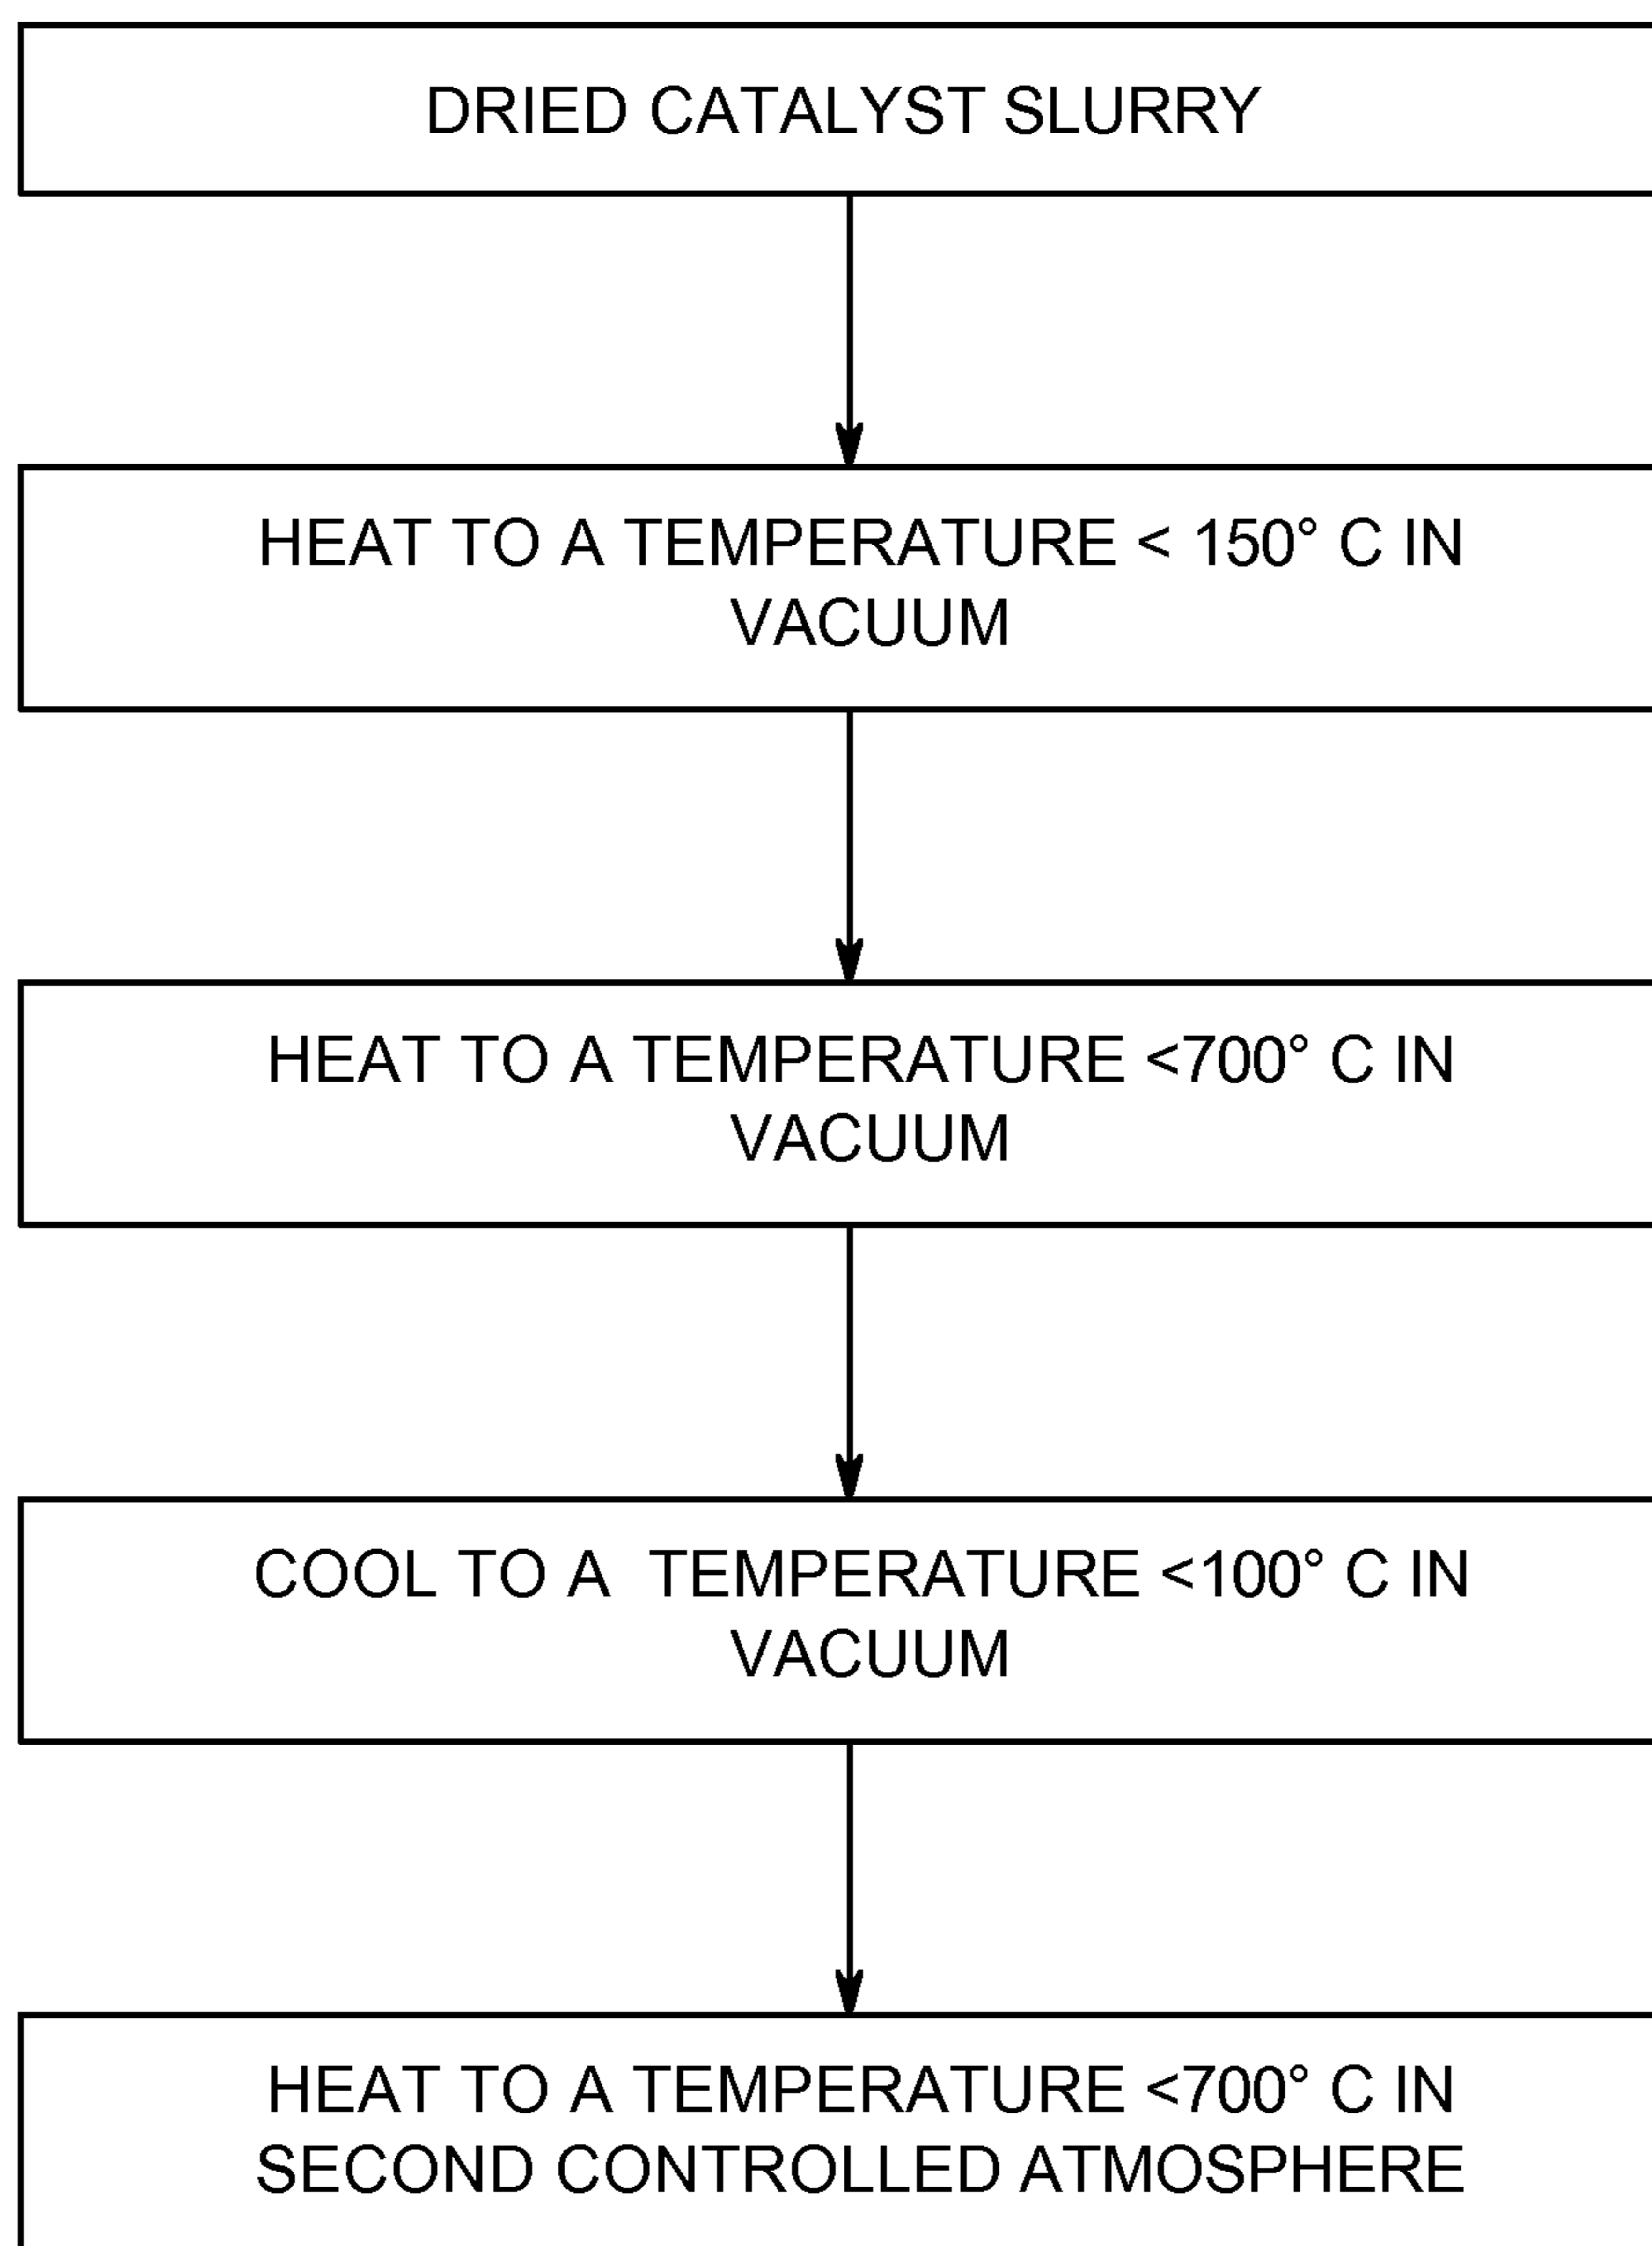 DRIED CATALYST SLURRY
HEAT TO A TEMPERATURE < 150° C IN
VACUUM
HEAT TO A TEMPERATURE <700° C IN
VACUUM
COOL TO A TEMPERATURE <100° C IN
VACUUM
HEAT TO A TEMPERATURE <700° C IN
SECOND CONTROLLED ATMOSPHERE